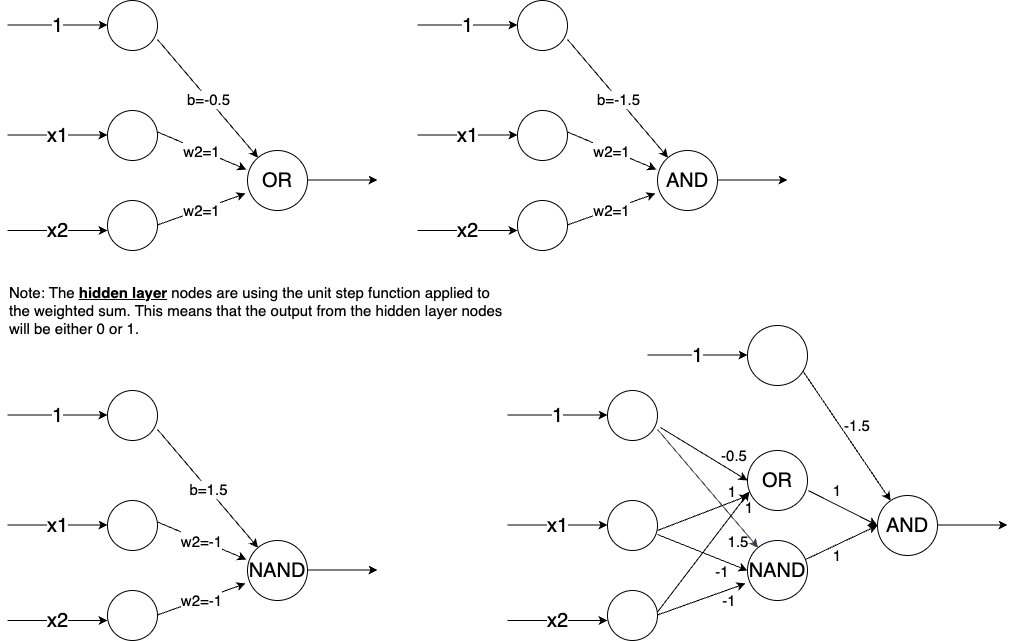 1
b=-0.5
x1
w2=1
OR
w2=1
x2
1
b=-1.5
x1
w2=1
AND
w2=1
x2
Note: The hidden layer nodes are using the unit step function applied to
the weighted sum. This means that the output from the hidden layer nodes
will be either 0 or 1.
1
b=1.5
x1
w2=-1
NAND
w2=-1
x2
1
-1.5
1
-0.5
OR
1
1
1
x1
AND
1.5
1
-1
NAND
-1
x2